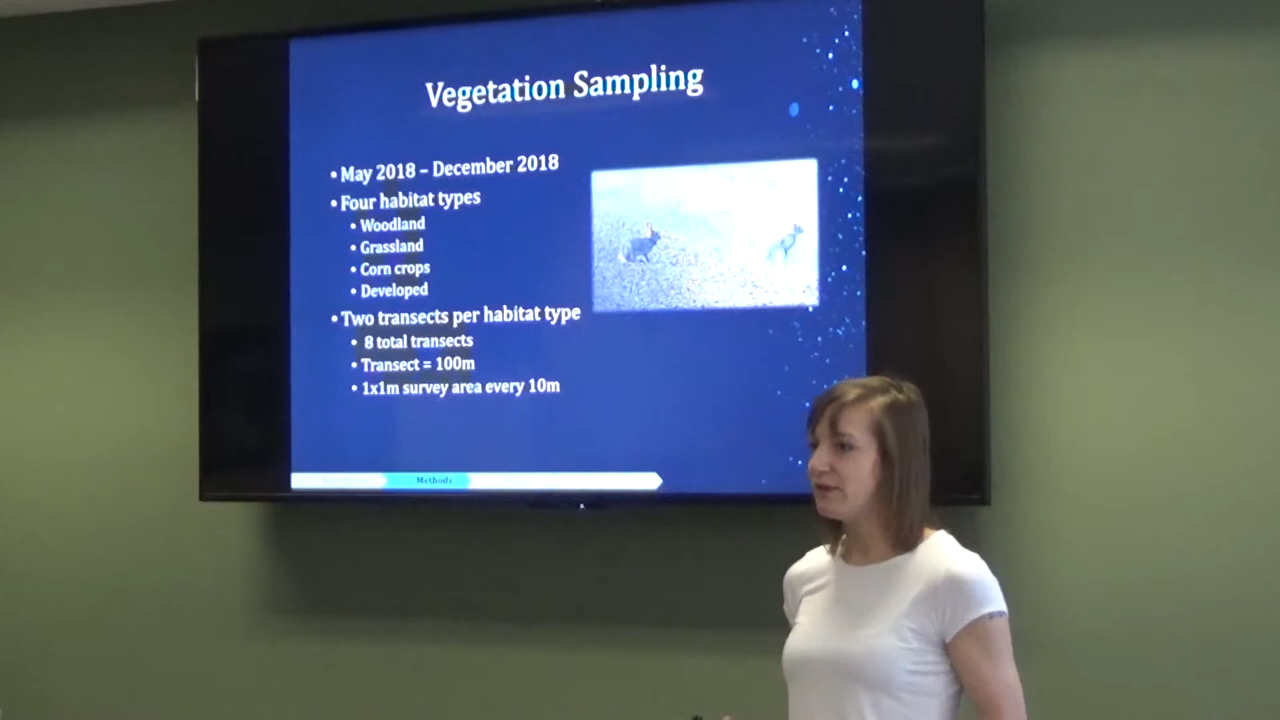 Vegetation Sampling
• May 2018 – December 2018
• Four habitat types
• Woodland
• Grassland
• Corn crops
• Developed
• Two transects per habitat type
• 8 total transects
• Transect = 100m
• 1x1m survey area every 10m
Methods